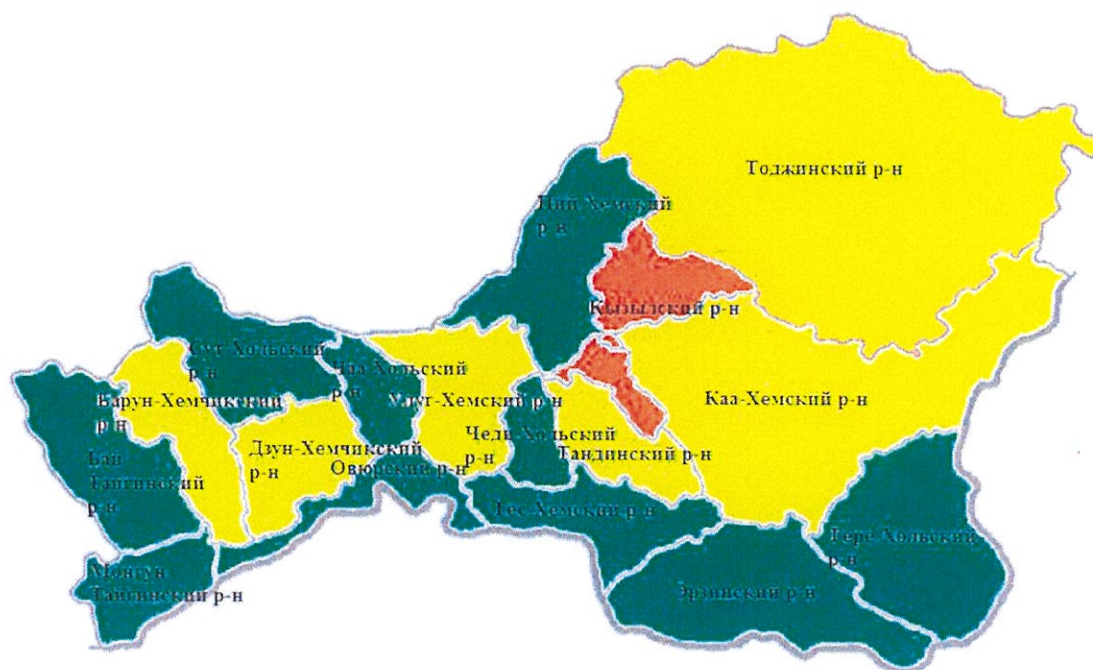 Тоджинский р-н
Пий-Хемский
р-н
Кызылский р-н
Сут-Хольский
р-н
Чаа-Хольский
р-н
Барун-Хемчикский
р-н
Улуг-Хемский р-н
Каа-Хемский р-н
Чеди-Хольский
р-н
Дзун-Хемчикский
р-н
Овюрский р-н
Тандинский р-н
Бай
Тайгинский
р-н
Тес-Хемский р-н
Тере-Хольский
р-н
Монгун
Тайгинский р-н
Эрзинский р-н